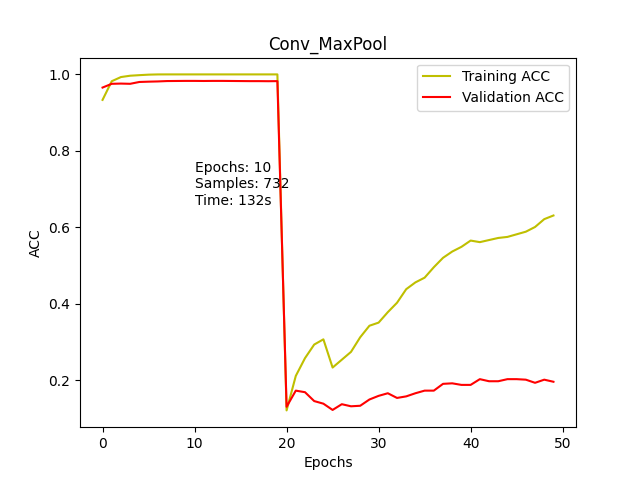 Conv_MaxPool
Training ACC
Validation ACC
1.0
0.8
0.6
0.4
0.2
ACC
Epochs: 10
Samples: 732
Time: 132s
0 10 20 30 40 50
Epochs